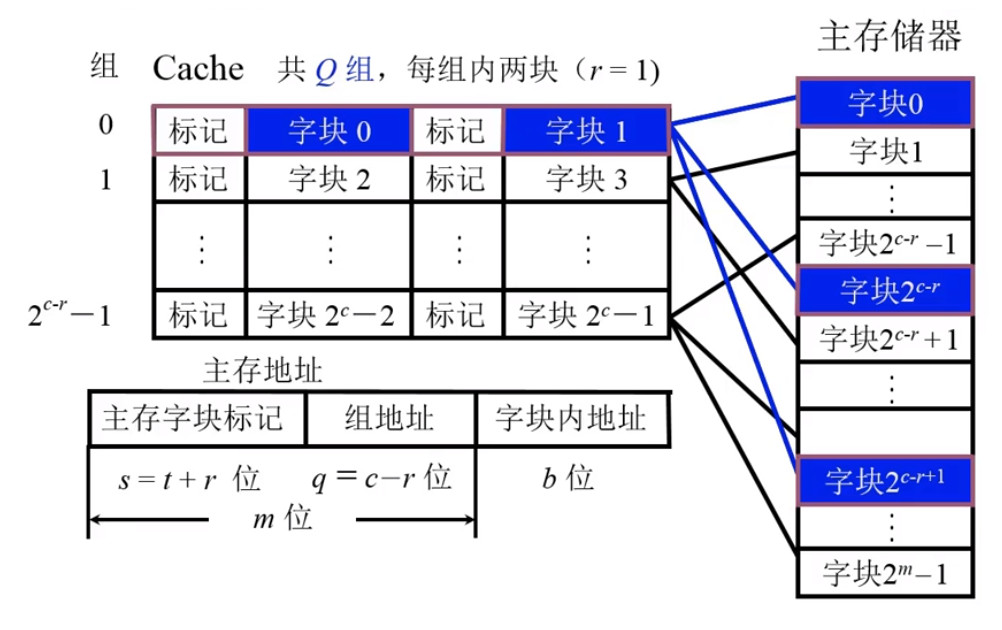 主存储器
组 Cache 共 Q 组，每组内两块（r = 1)
0 标记 字块 0 标记 字块 1
1 标记 字块 2 标记 字块 3
⋮ ⋮ ⋮ ⋮
2^{c-r}－1 标记 字块 2^c－2 标记 字块 2^c－1
字块0
字块1
⋮
字块2^{c-r} –1
字块2^{c-r}
字块2^{c-r} + 1
⋮
字块2^{c-r+1}
⋮
字块2^m–1
主存地址
主存字块标记 组地址 字块内地址
s = t + r 位 q = c–r 位 b 位
m 位